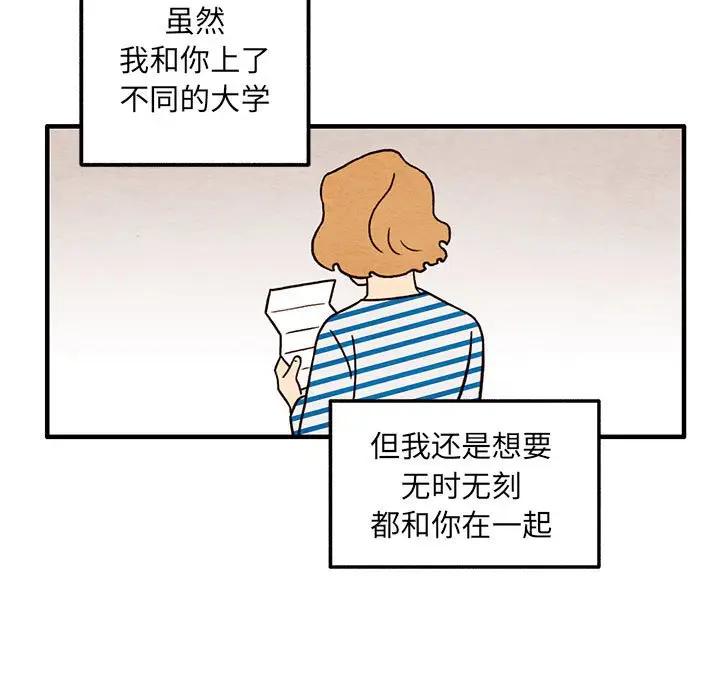 虽然
我和你上了
不同的大学
但我还是想要
无时无刻
都和你在一起